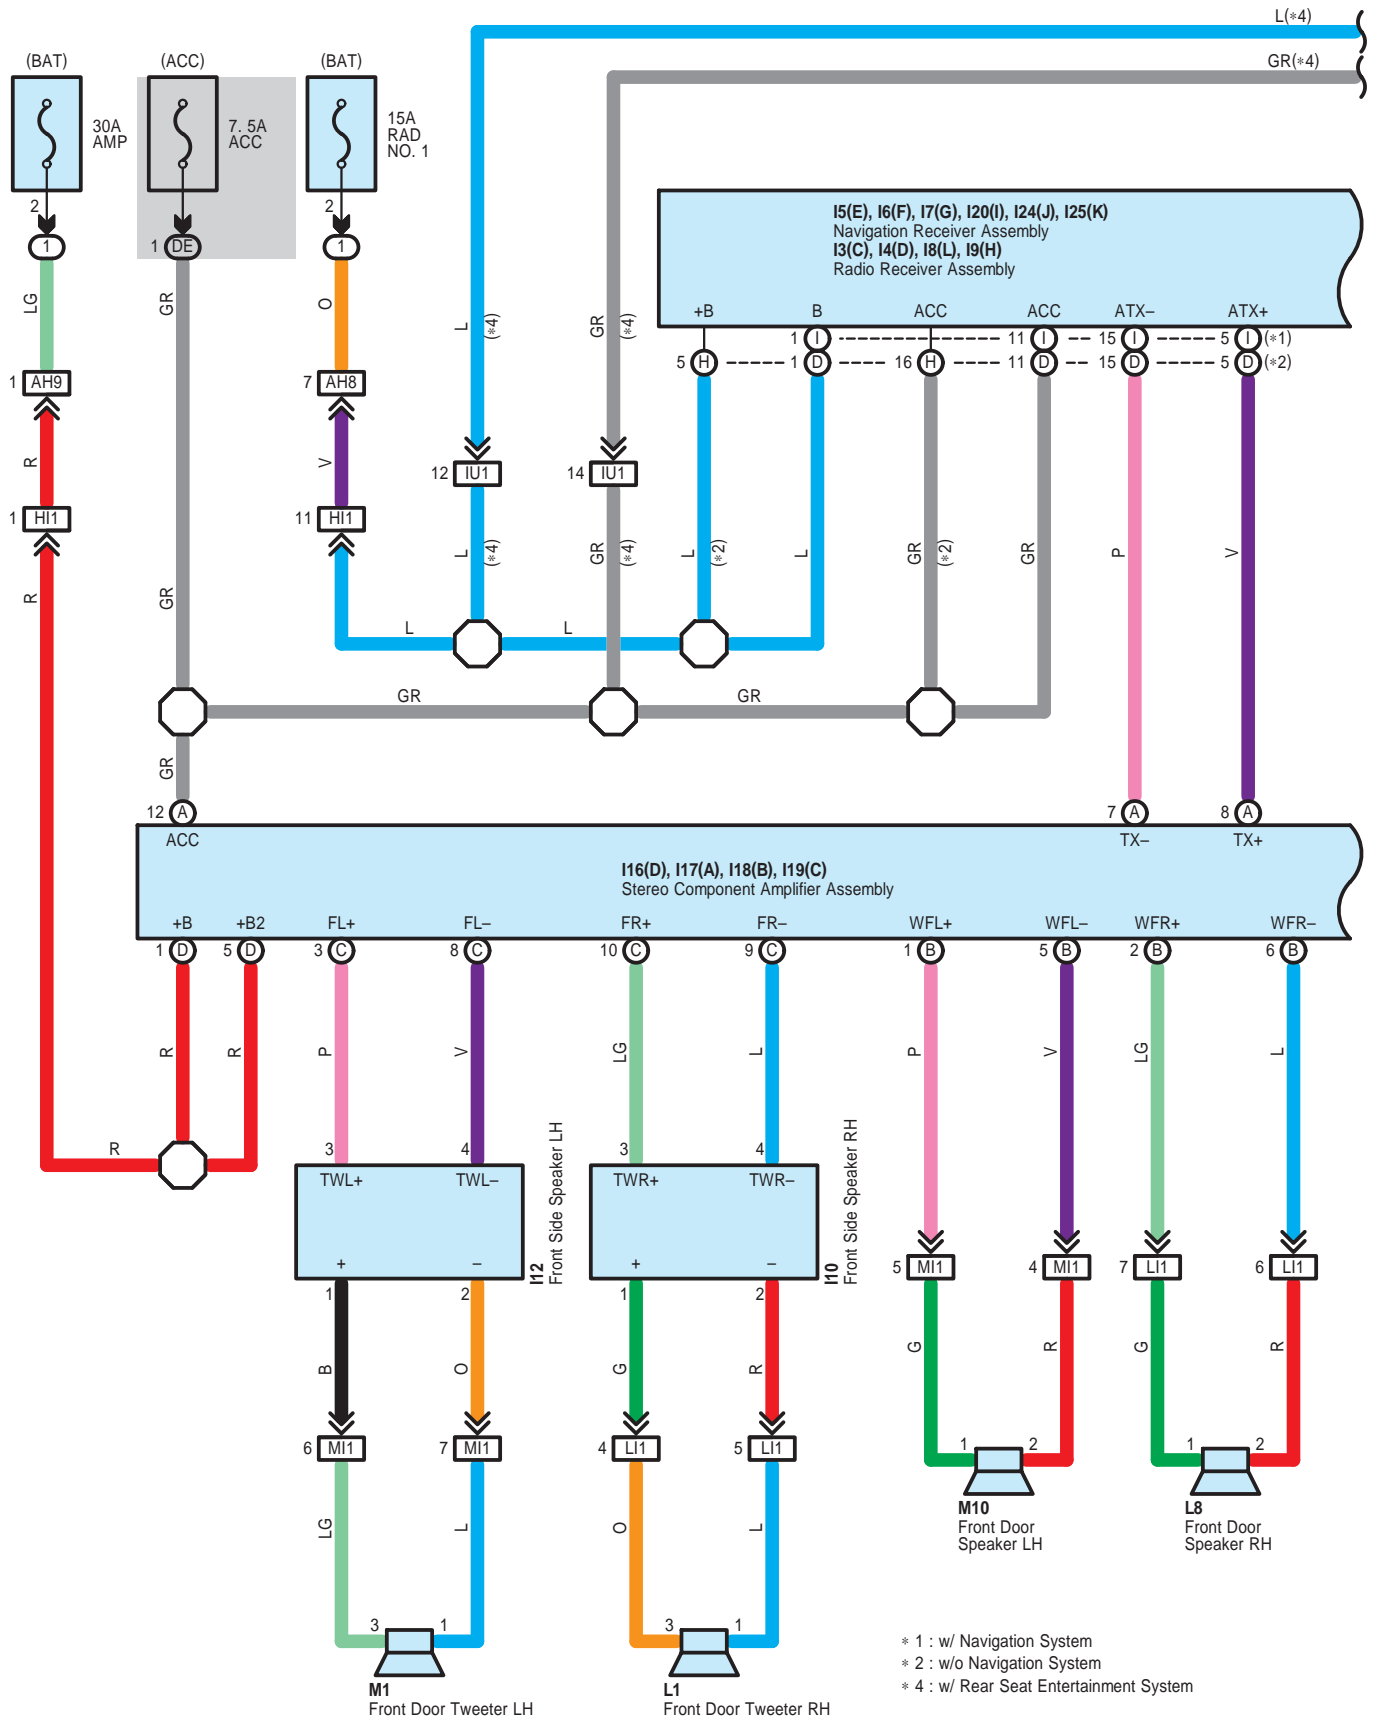 L(*4)
GR(*4)
(BAT)
(ACC)
(BAT)
30A
AMP
7. 5A
ACC
15A
RAD
NO. 1
2
1
1 DE
2
1
I5(E), I6(F), I7(G), I20(I), I24(J), I25(K)
Navigation Receiver Assembly
I3(C), I4(D), I8(L), I9(H)
Radio Receiver Assembly
+B B ACC ACC ATX– ATX+
1 I 11 I 15 I 5 I (*1)
5 H 1 D 16 H 11 D 15 D 5 D (*2)
LG GR O L (*4) GR (*4)
1 AH9
7 AH8
R V
12 IU1
14 IU1
1 HI1
11 HI1
L (*4) GR (*4) L (*2) L GR (*2) GR P V
R GR
L L
GR GR
GR
12 A
7 A
8 A
ACC TX– TX+
I16(D), I17(A), I18(B), I19(C)
Stereo Component Amplifier Assembly
+B +B2 FL+ FL– FR+ FR– WFL+ WFL– WFR+ WFR–
1 D 5 D 3 C 8 C 10 C 9 C 1 B 5 B 2 B 6 B
R R P V LG L P V LG L
R
3 4 3 4
TWL+ TWL–
TWR+ TWR–
+ –
+ –
I12
Front Side Speaker LH
I10
Front Side Speaker RH
1 2 1 2
5 MI1
4 MI1
7 LI1
6 LI1
B O G R G R G R
6 MI1
7 MI1
4 LI1
5 LI1
1 2
1 2
M10
Front Door
Speaker LH
L8
Front Door
Speaker RH
LG L O L
3 1
3 1
M1
Front Door Tweeter LH
L1
Front Door Tweeter RH
* 1 : w/ Navigation System
* 2 : w/o Navigation System
* 4 : w/ Rear Seat Entertainment System